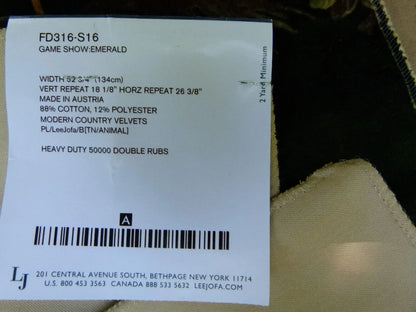 FD316-S16
GAME SHOW:EMERALD
WIDTH 52 3/4" (134cm)
VERT REPEAT 18 1/8" HORZ REPEAT 26 3/8"
MADE IN AUSTRIA
88% COTTON, 12% POLYESTER
MODERN COUNTRY VELVETS
PL/LeeJofa/B[TN/ANIMAL]
HEAVY DUTY 50000 DOUBLE RUBS
2 Yard Minimum
A
LJ
201 CENTRAL AVENUE SOUTH, BETHPAGE NEW YORK 11714
U.S. 800 453 3563 CANADA 888 533 5632 LEEJOFA.COM